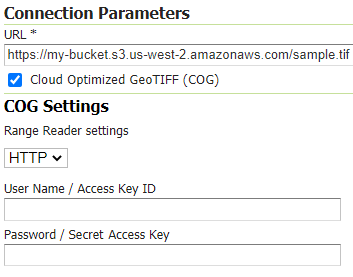 Connection Parameters
URL *
https://my-bucket.s3.us-west-2.amazonaws.com/sample.tif
Cloud Optimized GeoTIFF (COG)
COG Settings
Range Reader settings
HTTP
User Name / Access Key ID
Password / Secret Access Key